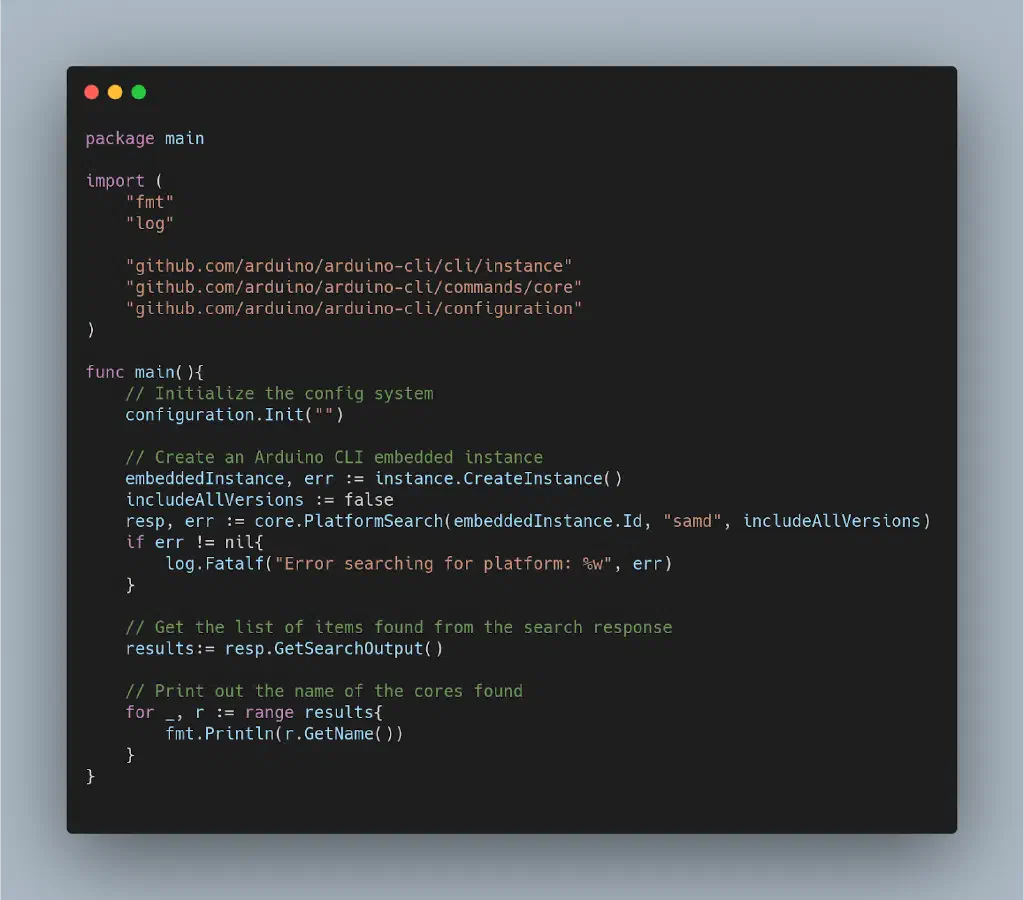 package main

import (
    "fmt"
    "log"

    "github.com/arduino/arduino-cli/cli/instance"
    "github.com/arduino/arduino-cli/commands/core"
    "github.com/arduino/arduino-cli/configuration"
)

func main(){
    // Initialize the config system
    configuration.Init("")

    // Create an Arduino CLI embedded instance
    embeddedInstance, err := instance.CreateInstance()
    includeAllVersions := false
    resp, err := core.PlatformSearch(embeddedInstance.Id, "samd", includeAllVersions)
    if err != nil{
        log.Fatalf("Error searching for platform: %w", err)
    }

    // Get the list of items found from the search response
    results:= resp.GetSearchOutput()

    // Print out the name of the cores found
    for _, r := range results{
        fmt.Println(r.GetName())
    }
}